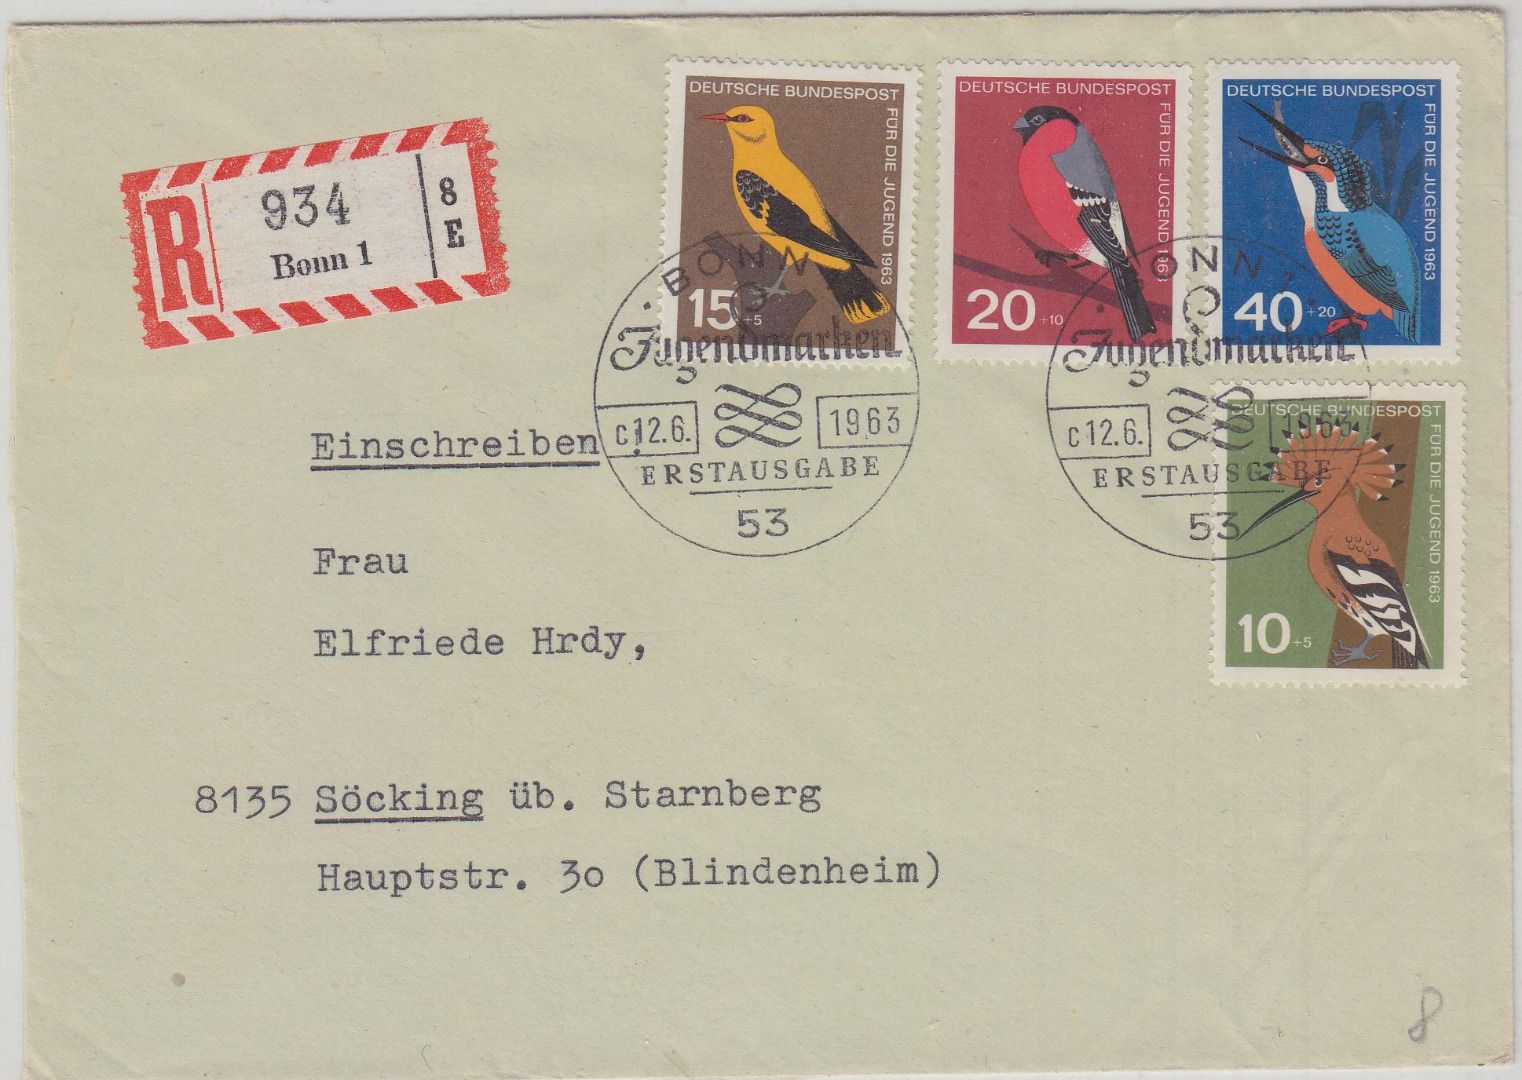 DEUTSCHE BUNDESPOST
FÜR DIE JUGEND 1963
15 +5
DEUTSCHE BUNDESPOST
FÜR DIE JUGEND 1963
20 +10
DEUTSCHE BUNDESPOST
FÜR DIE JUGEND 1963
40 +20
R
934
Bonn 1
8
E
BONN
Jugendmarken
c 12.6. 1963
ERSTAUSGABE
53
BONN
Jugendmarken
c 12.6. 1963
ERSTAUSGABE
53
DEUTSCHE BUNDESPOST
FÜR DIE JUGEND 1963
10 +5
Einschreiben
Frau
Elfriede Hrdy,
8135 Söcking üb. Starnberg
Hauptstr. 30 (Blindenheim)
8